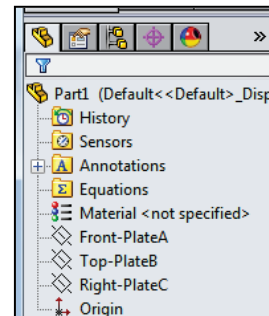 »
Part1 (Default<<Default>_Disp
History
Sensors
A Annotations
Σ Equations
Material <not specified>
Front-PlateA
Top-PlateB
Right-PlateC
Origin